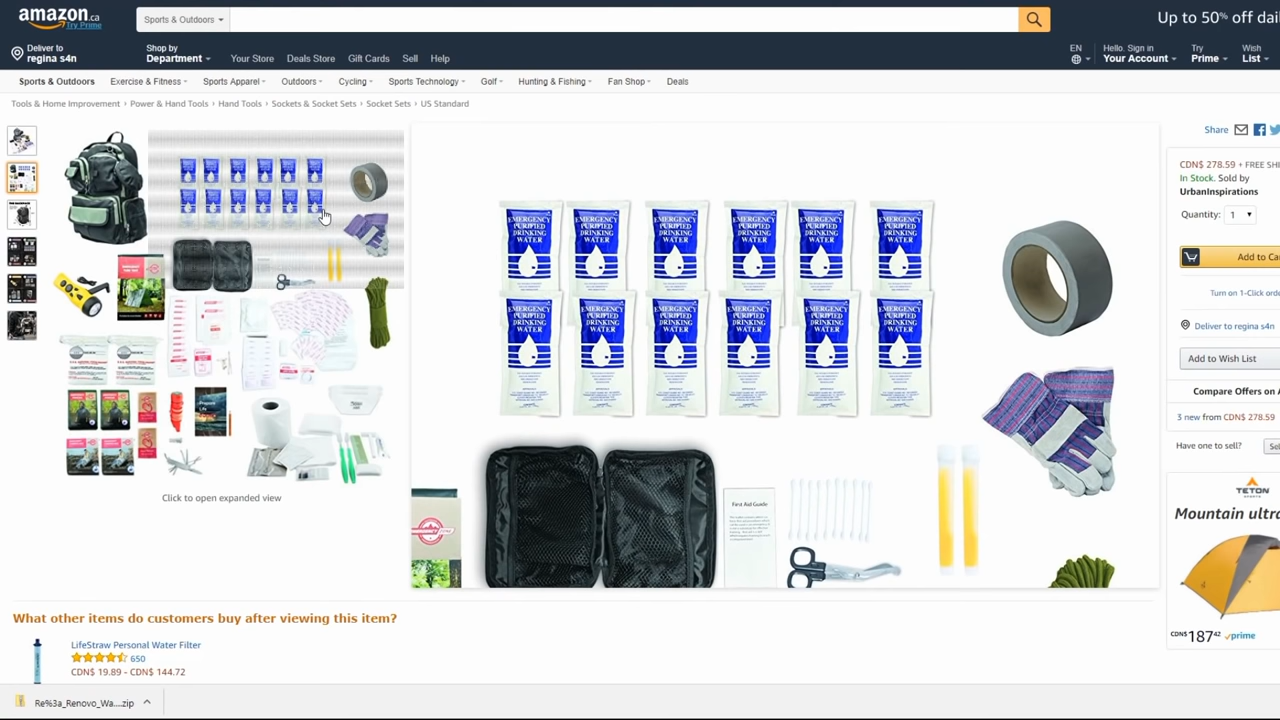 amazon.ca
Try Prime
Sports & Outdoors
Up to 50% off dai
Deliver to
regina s4n
Shop by
Department
Your Store
Deals Store
Gift Cards
Sell
Help
EN
Hello. Sign in
Your Account
Try
Prime
Wish
List
Sports & Outdoors
Exercise & Fitness
Sports Apparel
Outdoors
Cycling
Sports Technology
Golf
Hunting & Fishing
Fan Shop
Deals
Tools & Home Improvement › Power & Hand Tools › Hand Tools › Sockets & Socket Sets › Socket Sets › US Standard
Share
CDN$ 278.59 + FREE SHI
In Stock. Sold by
UrbanInspirations
Quantity: 1
Add to Ca
Turn on 1-Click orde
Deliver to regina s4n
Add to Wish List
Compare Offers on A
3 new from CDN$ 278.59
Have one to sell?
Sel
EMERGENCY
PURIFIED
DRINKING
WATER
EMERGENCY
PURIFIED
DRINKING
WATER
EMERGENCY
PURIFIED
DRINKING
WATER
EMERGENCY
PURIFIED
DRINKING
WATER
EMERGENCY
PURIFIED
DRINKING
WATER
EMERGENCY
PURIFIED
DRINKING
WATER
EMERGENCY
PURIFIED
DRINKING
WATER
EMERGENCY
PURIFIED
DRINKING
WATER
EMERGENCY
PURIFIED
DRINKING
WATER
EMERGENCY
PURIFIED
DRINKING
WATER
EMERGENCY
PURIFIED
DRINKING
WATER
EMERGENCY
PURIFIED
DRINKING
WATER
First Aid Guide
Click to open expanded view
TETON
Mountain ultra
CDN$ 187.42 prime
What other items do customers buy after viewing this item?
LifeStraw Personal Water Filter
650
CDN$ 19.89 - CDN$ 144.72
Re%3a_Renovo_Wa....zip